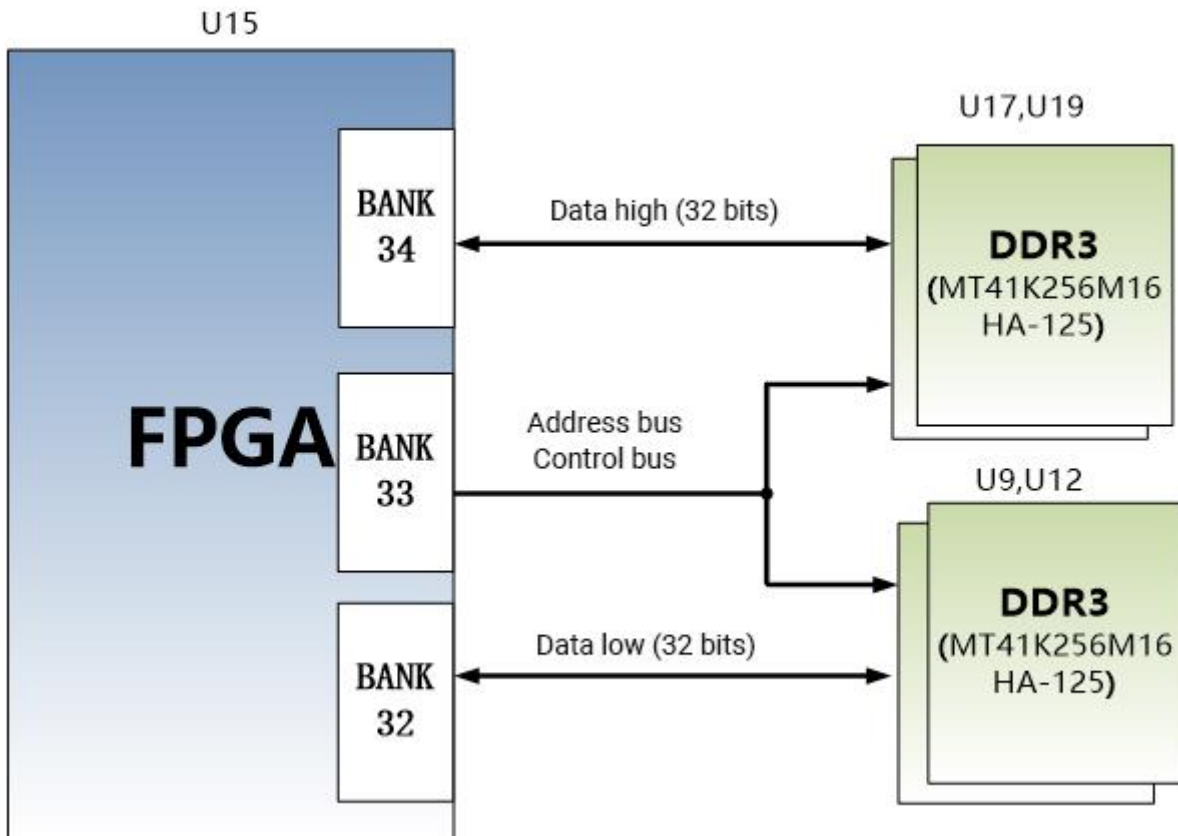 U15
FPGA
BANK
34
BANK
33
BANK
32
Data high (32 bits)
Address bus
Control bus
Data low (32 bits)
U17,U19
DDR3
(MT41K256M16
HA-125)
U9,U12
DDR3
(MT41K256M16
HA-125)